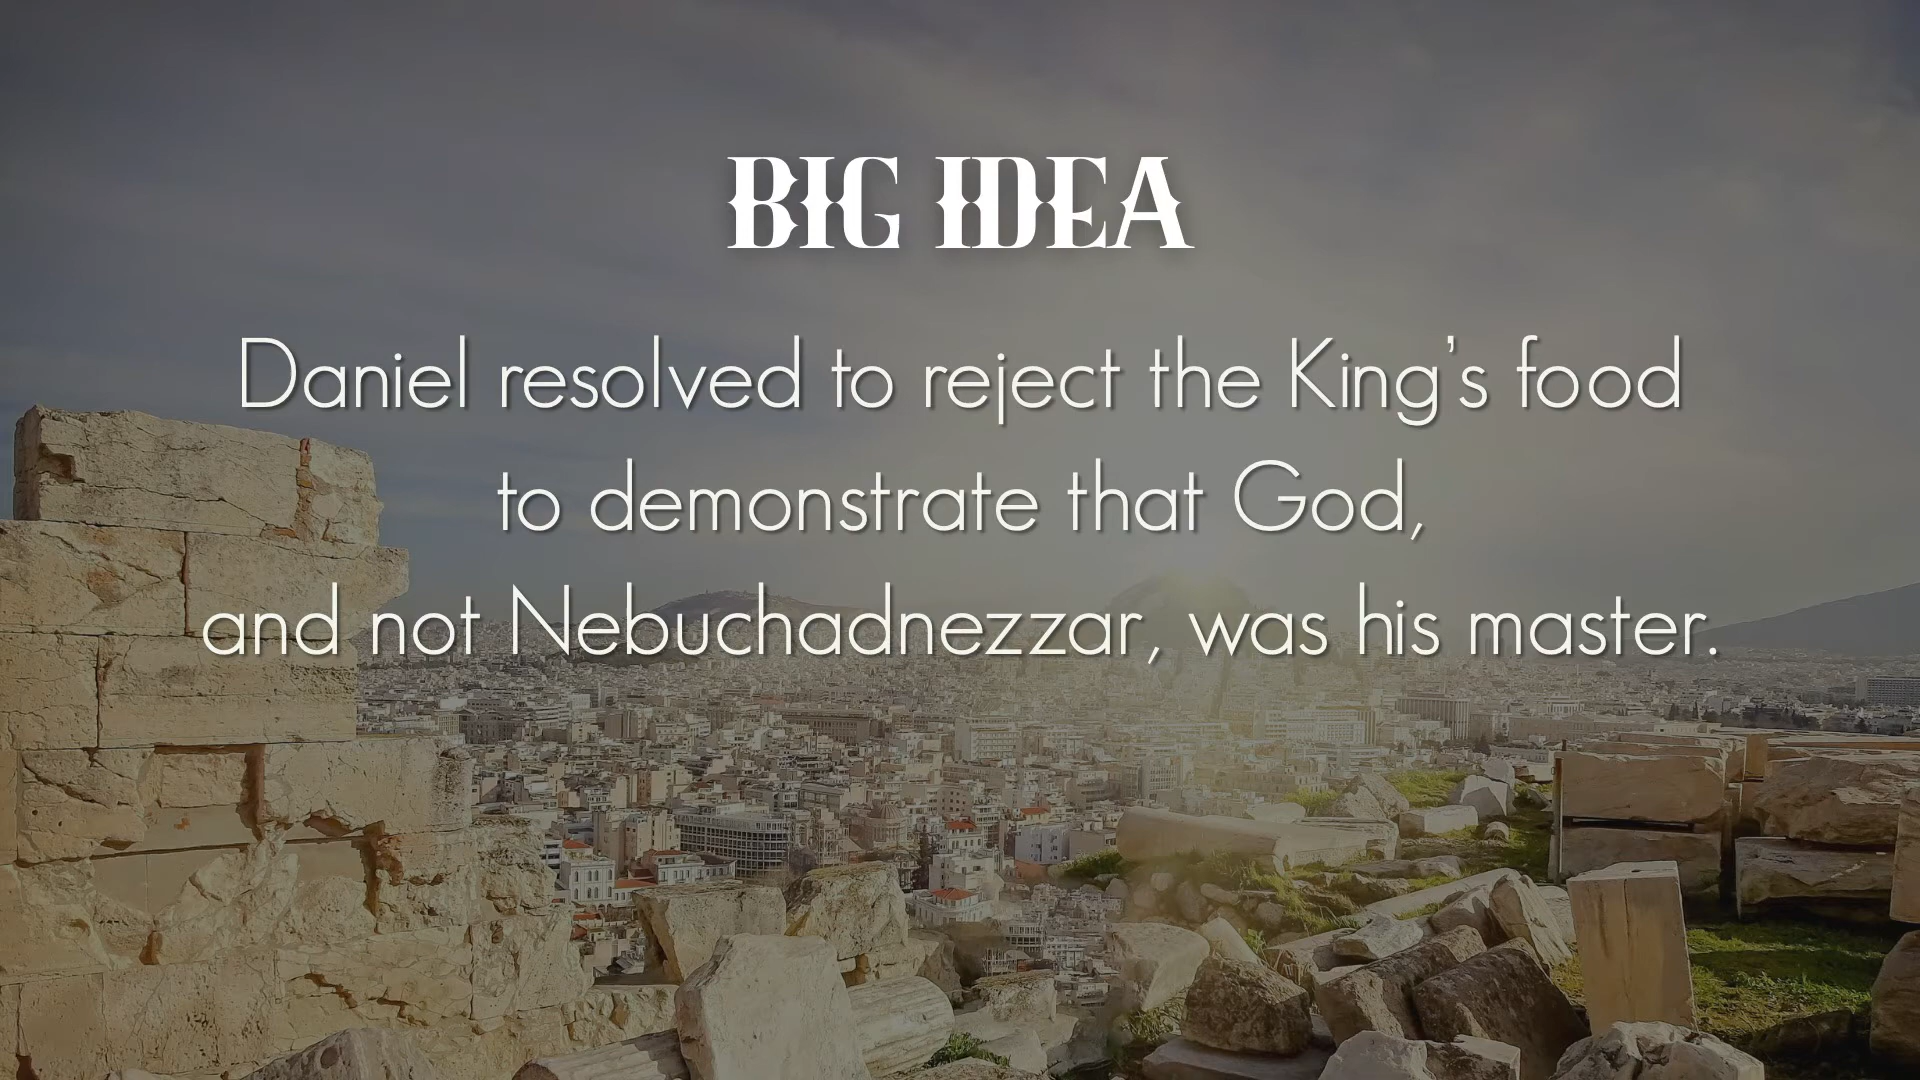 BIG IDEA
Daniel resolved to reject the King's food
to demonstrate that God,
and not Nebuchadnezzar, was his master.